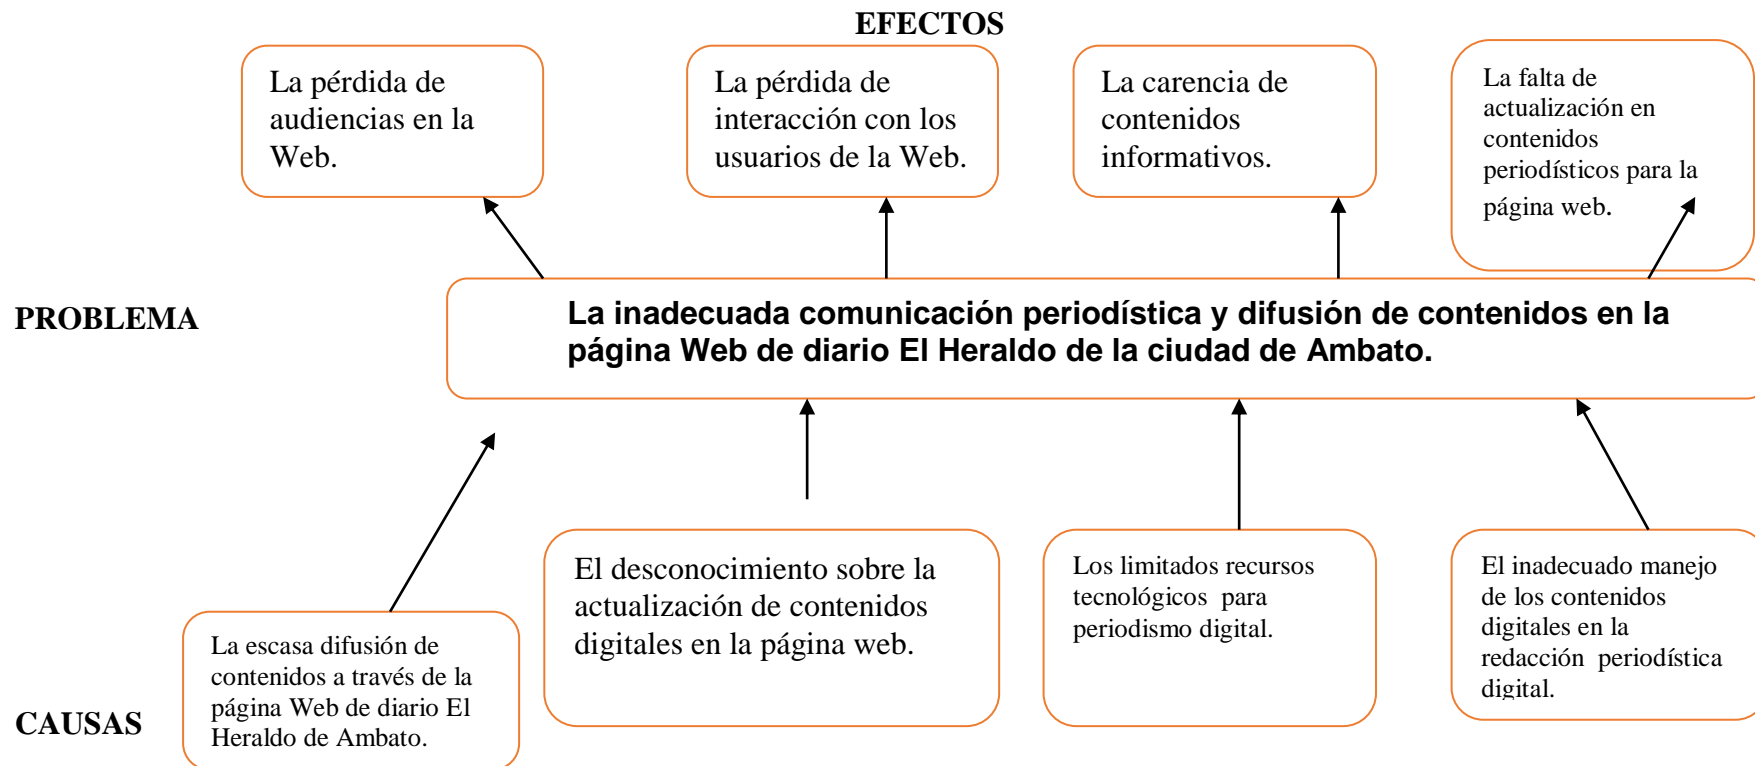 EFECTOS
La pérdida de
audiencias en la
Web.
La pérdida de
interacción con los
usuarios de la Web.
La carencia de
contenidos
informativos.
La falta de
actualización en
contenidos
periodísticos para la
página web.
PROBLEMA
La inadecuada comunicación periodística y difusión de contenidos en la
página Web de diario El Heraldo de la ciudad de Ambato.
CAUSAS
La escasa difusión de
contenidos a través de la
página Web de diario El
Heraldo de Ambato.
El desconocimiento sobre la
actualización de contenidos
digitales en la página web.
Los limitados recursos
tecnológicos  para
periodismo digital.
El inadecuado manejo
de los contenidos
digitales en la
redacción  periodística
digital.